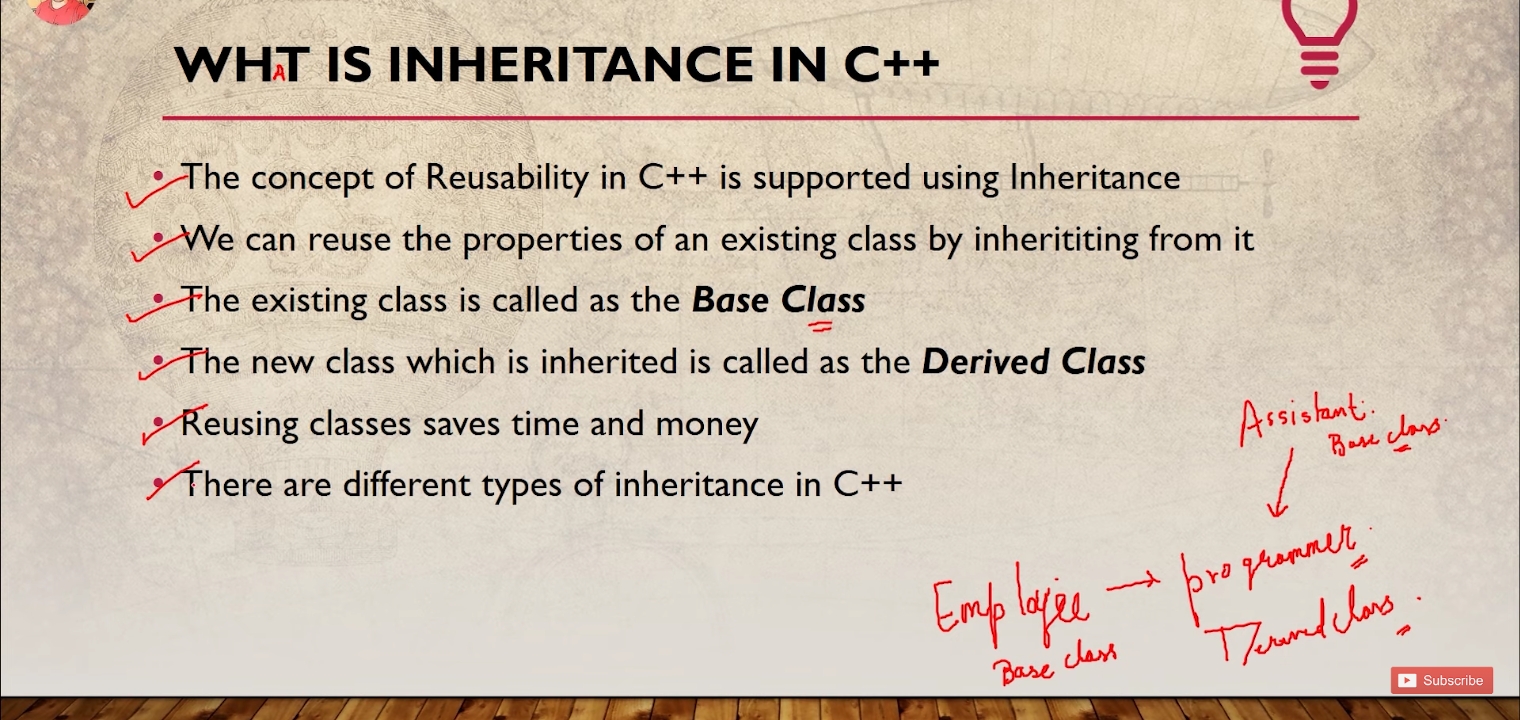 WHAT IS INHERITANCE IN C++
• The concept of Reusability in C++ is supported using Inheritance
• We can reuse the properties of an existing class by inherititing from it
• The existing class is called as the Base Class
• The new class which is inherited is called as the Derived Class
• Reusing classes saves time and money
• There are different types of inheritance in C++
Assistant.
Base class.
Employee → programmer.
Base class
Derived class.
Subscribe